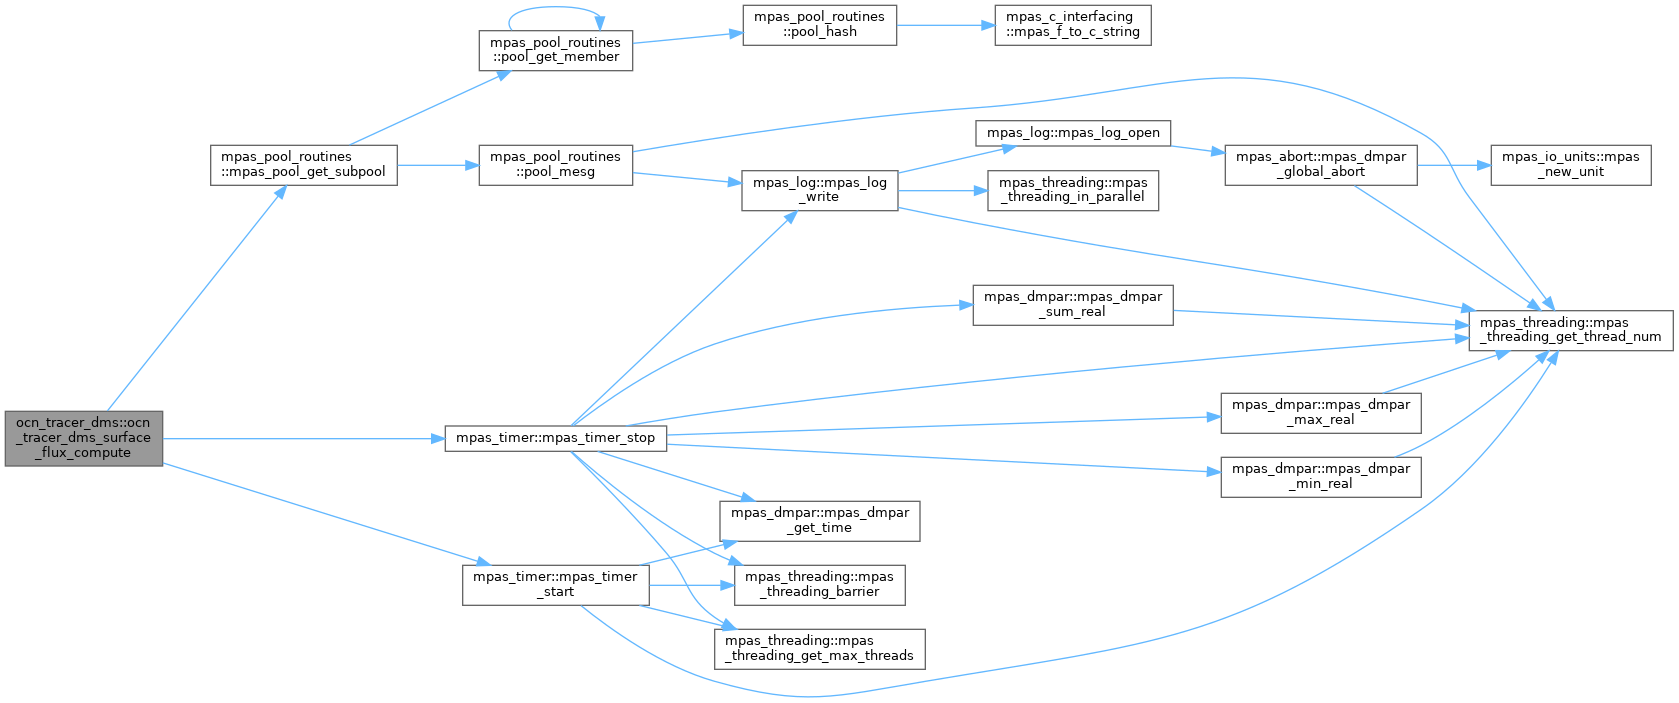 mpas_pool_routines
::pool_hash
mpas_c_interfacing
::mpas_f_to_c_string
mpas_pool_routines
::pool_get_member
mpas_log::mpas_log_open
mpas_pool_routines
::mpas_pool_get_subpool
mpas_pool_routines
::pool_mesg
mpas_abort::mpas_dmpar
_global_abort
mpas_io_units::mpas
_new_unit
mpas_log::mpas_log
_write
mpas_threading::mpas
_threading_in_parallel
mpas_dmpar::mpas_dmpar
_sum_real
mpas_threading::mpas
_threading_get_thread_num
ocn_tracer_dms::ocn
_tracer_dms_surface
_flux_compute
mpas_timer::mpas_timer_stop
mpas_dmpar::mpas_dmpar
_max_real
mpas_dmpar::mpas_dmpar
_min_real
mpas_dmpar::mpas_dmpar
_get_time
mpas_timer::mpas_timer
_start
mpas_threading::mpas
_threading_barrier
mpas_threading::mpas
_threading_get_max_threads